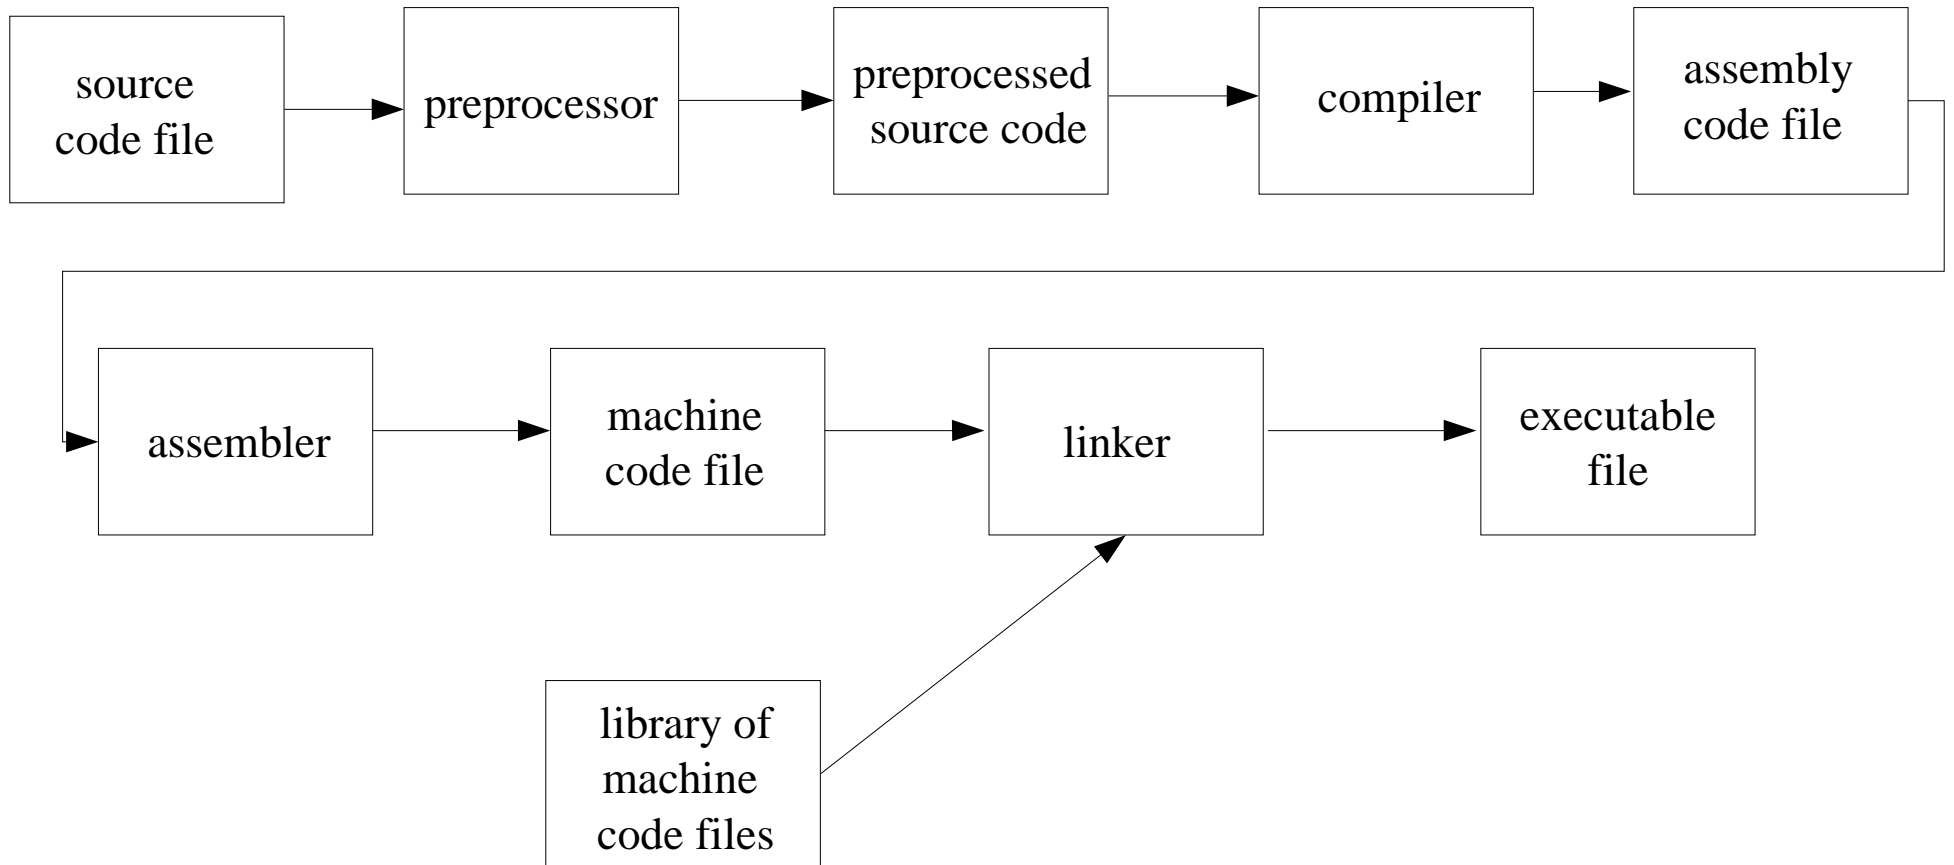 source
code file
preprocessor
preprocessed
source code
compiler
assembly
code file
assembler
machine
code file
linker
executable
file
library of
machine
code files